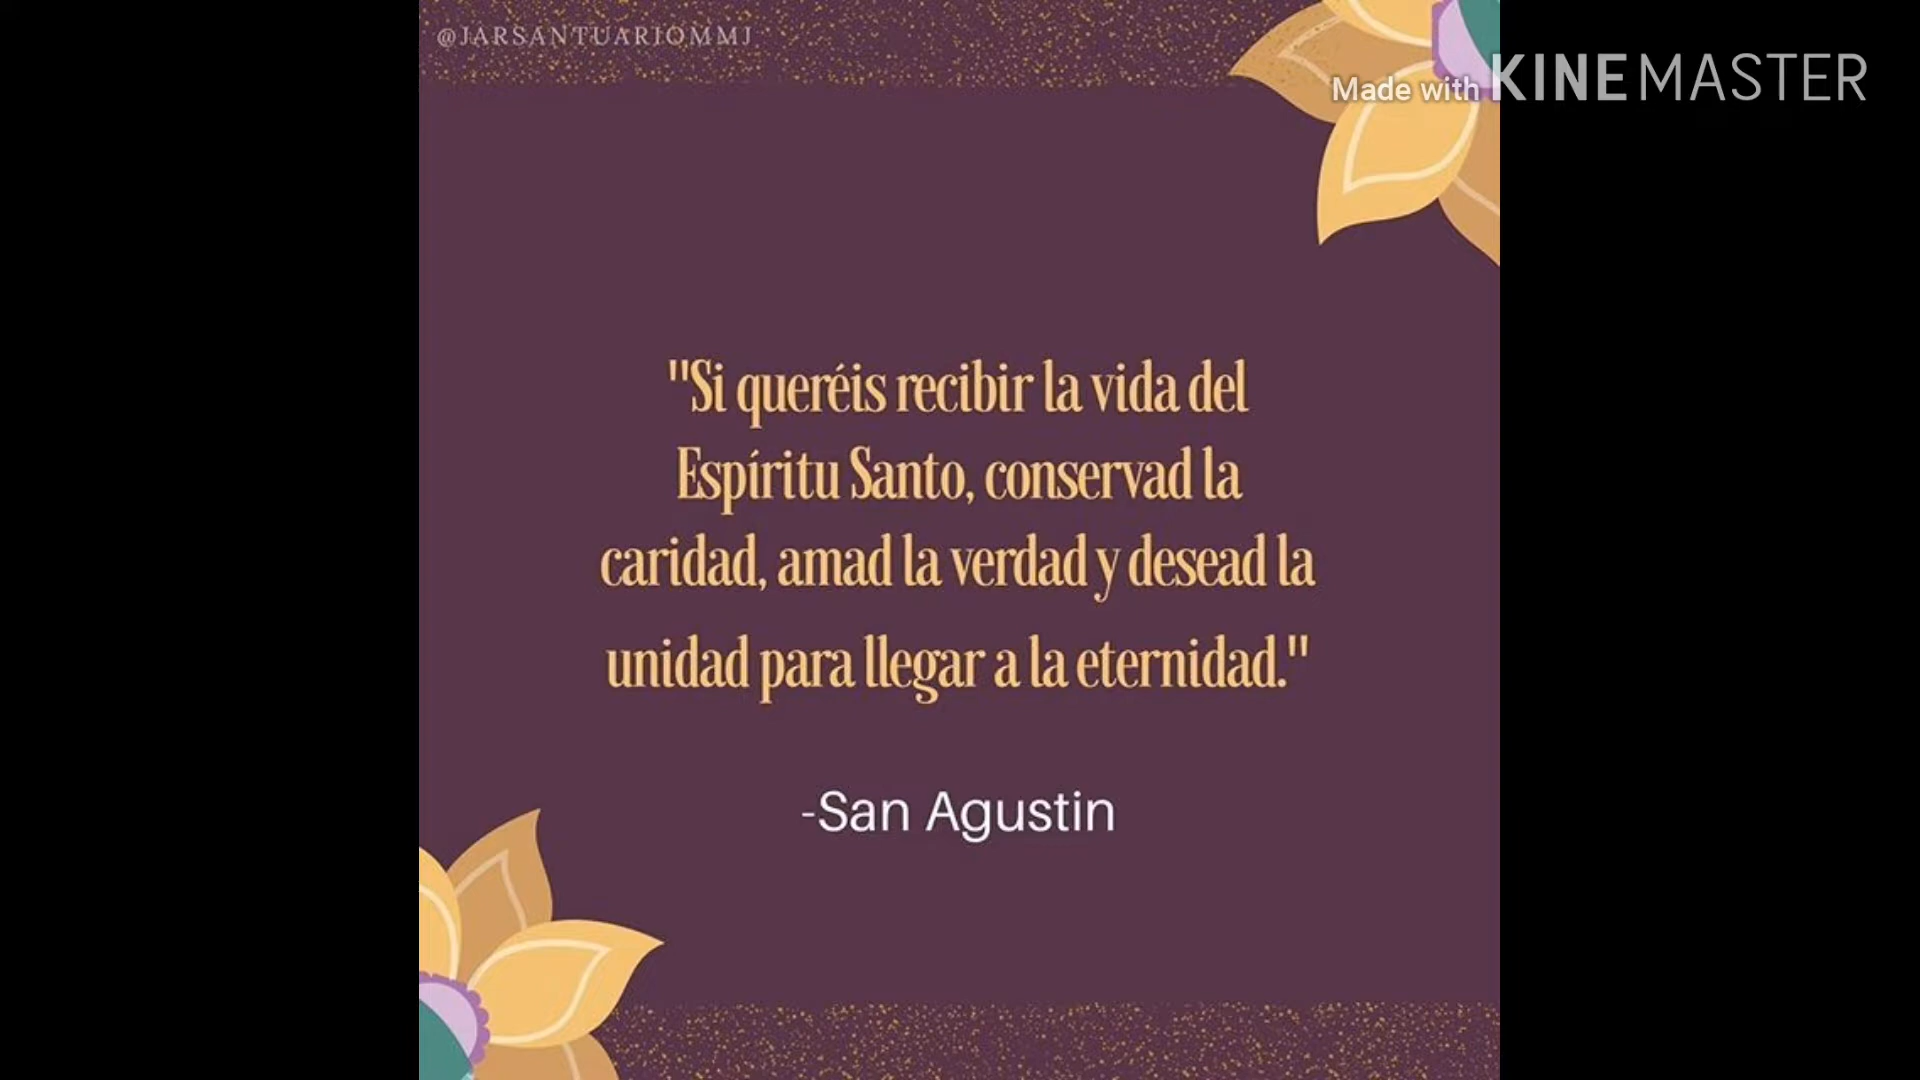 @JARSANTUARIOMMJ
Made with KINEMASTER
"Si queréis recibir la vida del
Espíritu Santo, conservad la
caridad, amad la verdad y desead la
unidad para llegar a la eternidad."
-San Agustin